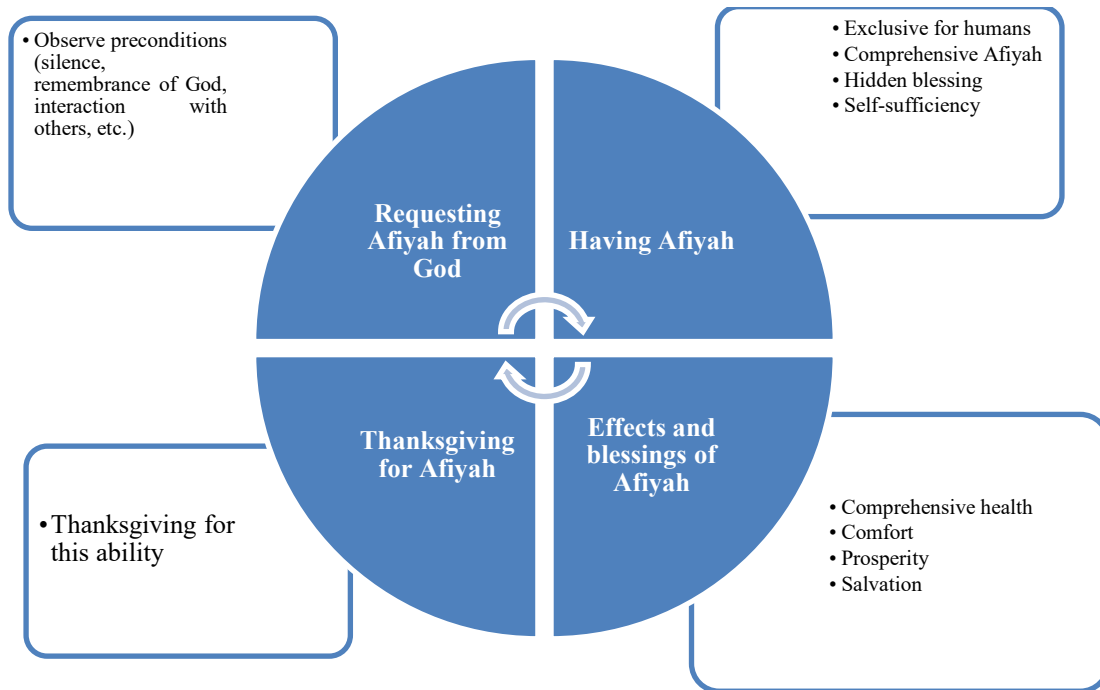 • Observe preconditions
(silence,
remembrance of God,
interaction with
others, etc.)
• Exclusive for humans
• Comprehensive Afiyah
• Hidden blessing
• Self-sufficiency
Requesting
Afiyah from
God
Having Afiyah
Thanksgiving
for Afiyah
Effects and
blessings of
Afiyah
• Thanksgiving for
this ability
• Comprehensive health
• Comfort
• Prosperity
• Salvation